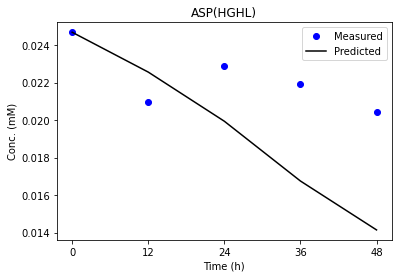 ASP(HGHL)
Measured
Predicted
Conc. (mM)
0.024
0.022
0.020
0.018
0.016
0.014
0 12 24 36 48
Time (h)